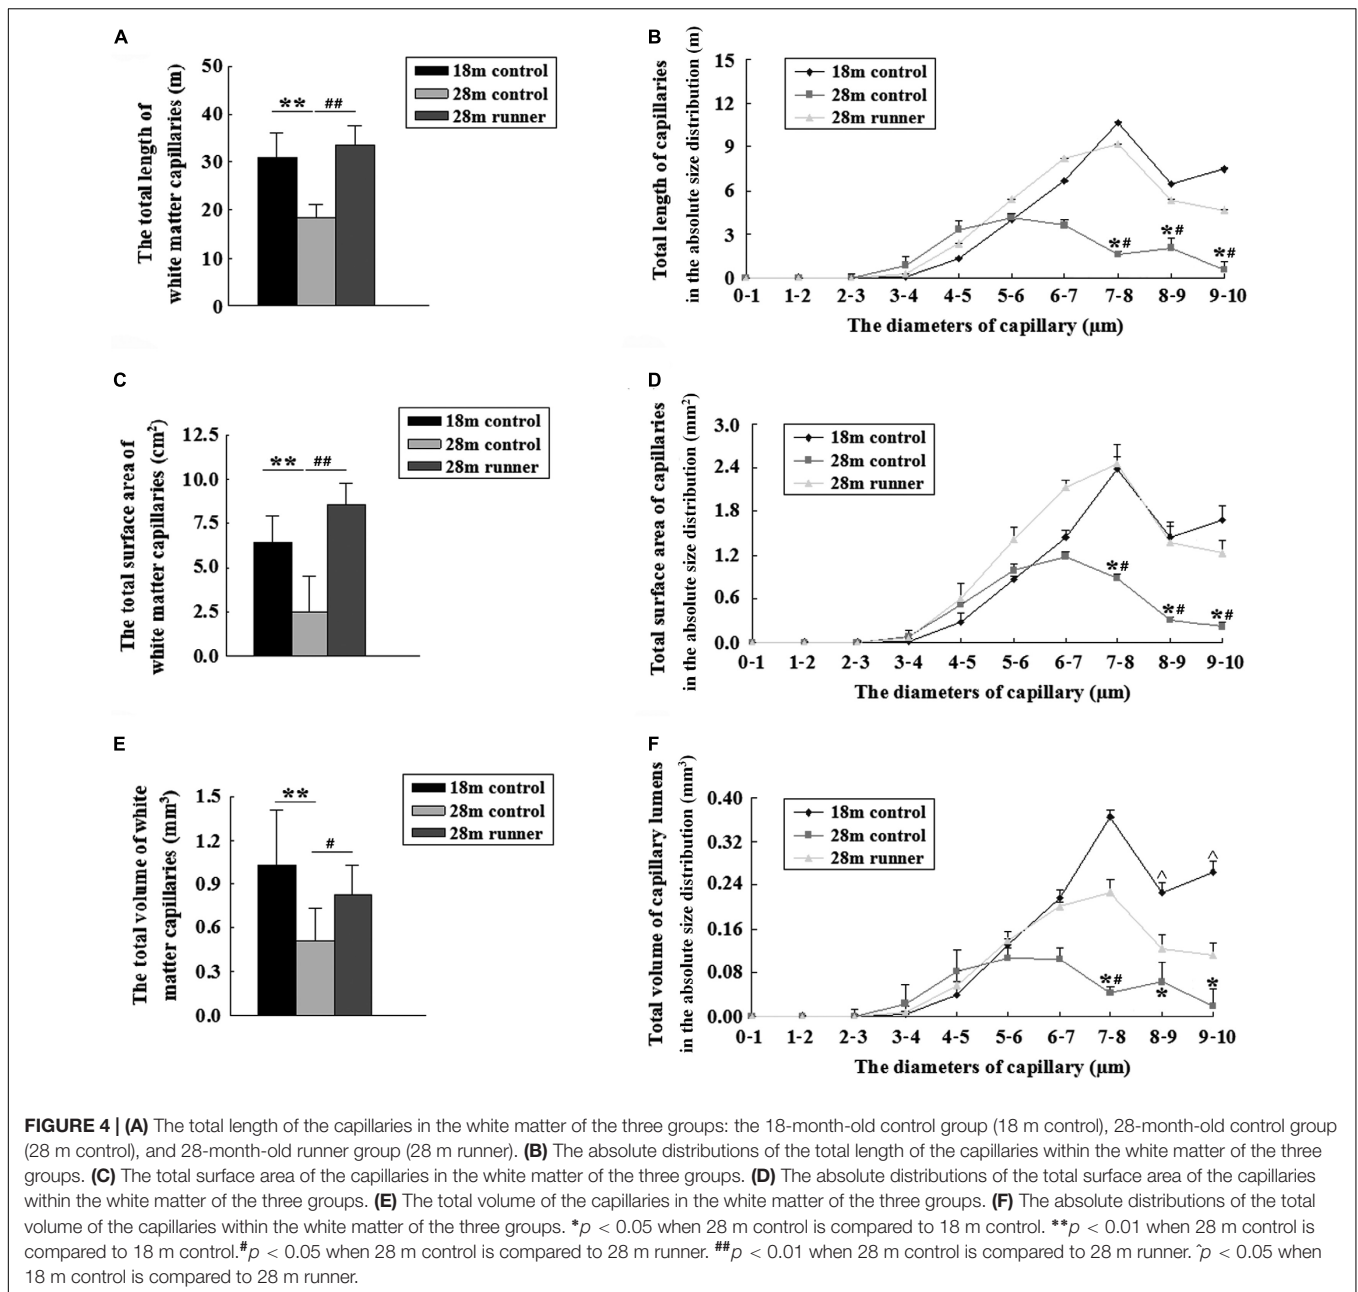 A
The total length of
white matter capillaries (m)
50
40
30
20
10
0
** ##
18m control
28m control
28m runner
B
Total length of capillaries
in the absolute size distribution (m)
15
12
9
6
3
0
18m control
28m control
28m runner
*# *# *#
0-1 1-2 2-3 3-4 4-5 5-6 6-7 7-8 8-9 9-10
The diameters of capillary (µm)
C
The total surface area of
white matter capillaries (cm²)
12.5
10.0
7.5
5.0
2.5
0.0
** ##
18m control
28m control
28m runner
D
Total surface area of capillaries
in the absolute size distribution (mm²)
3.0
2.4
1.8
1.2
0.6
0.0
18m control
28m control
28m runner
*# *# *#
0-1 1-2 2-3 3-4 4-5 5-6 6-7 7-8 8-9 9-10
The diameters of capillary (µm)
E
The total volume of white
matter capillaries (mm³)
1.5
1.2
0.9
0.6
0.3
0.0
** #
18m control
28m control
28m runner
F
Total volume of capillary lumens
in the absolute size distribution (mm³)
0.40
0.32
0.24
0.16
0.08
0.00
18m control
28m control
28m runner
^ ^
*# * *
0-1 1-2 2-3 3-4 4-5 5-6 6-7 7-8 8-9 9-10
The diameters of capillary (µm)
FIGURE 4 | (A) The total length of the capillaries in the white matter of the three groups: the 18-month-old control group (18 m control), 28-month-old control group
(28 m control), and 28-month-old runner group (28 m runner). (B) The absolute distributions of the total length of the capillaries within the white matter of the three
groups. (C) The total surface area of the capillaries in the white matter of the three groups. (D) The absolute distributions of the total surface area of the capillaries
within the white matter of the three groups. (E) The total volume of the capillaries in the white matter of the three groups. (F) The absolute distributions of the total
volume of the capillaries within the white matter of the three groups. *p < 0.05 when 28 m control is compared to 18 m control. **p < 0.01 when 28 m control is
compared to 18 m control.#p < 0.05 when 28 m control is compared to 28 m runner. ##p < 0.01 when 28 m control is compared to 28 m runner. ^p < 0.05 when
18 m control is compared to 28 m runner.